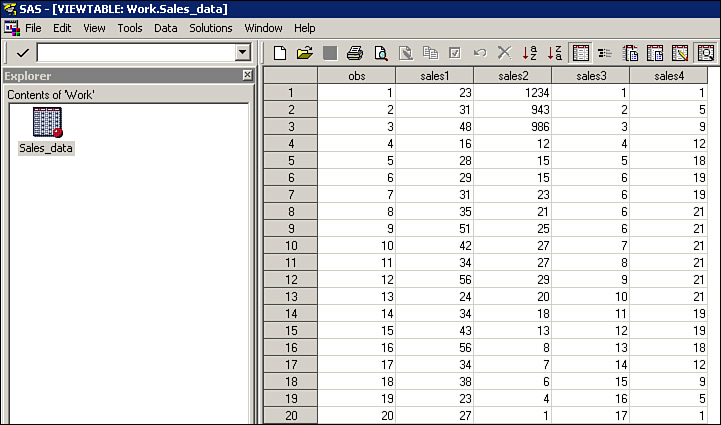 SAS - [VIEWTABLE: Work.Sales_data]
File Edit View Tools Data Solutions Window Help
Explorer
Contents of 'Work'
Sales_data
obs sales1 sales2 sales3 sales4
1 1 23 1234 1 1
2 2 31 943 2 5
3 3 48 986 3 9
4 4 16 12 4 12
5 5 28 15 5 18
6 6 29 15 6 19
7 7 31 23 6 19
8 8 35 21 6 21
9 9 51 25 6 21
10 10 42 27 7 21
11 11 34 27 8 21
12 12 56 29 9 21
13 13 24 20 10 21
14 14 34 18 11 19
15 15 43 13 12 19
16 16 56 8 13 18
17 17 34 7 14 12
18 18 38 6 15 9
19 19 23 4 16 5
20 20 27 1 17 1